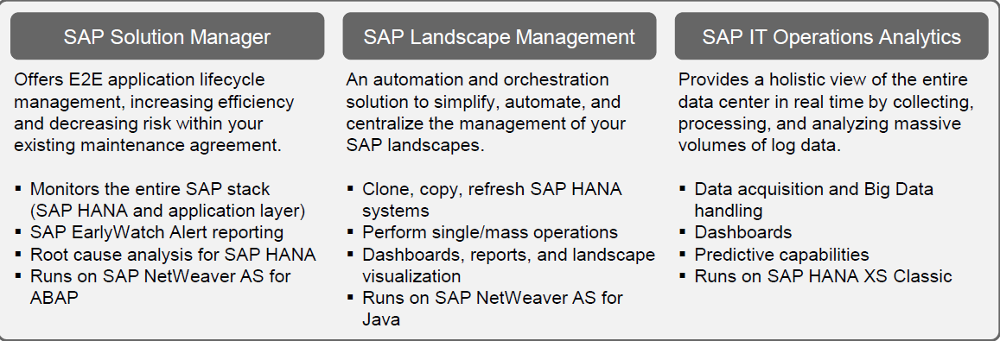 SAP Solution Manager
Offers E2E application lifecycle
management, increasing efficiency
and decreasing risk within your
existing maintenance agreement.
▪ Monitors the entire SAP stack
(SAP HANA and application layer)
▪ SAP EarlyWatch Alert reporting
▪ Root cause analysis for SAP HANA
▪ Runs on SAP NetWeaver AS for
ABAP
SAP Landscape Management
An automation and orchestration
solution to simplify, automate, and
centralize the management of your
SAP landscapes.
▪ Clone, copy, refresh SAP HANA
systems
▪ Perform single/mass operations
▪ Dashboards, reports, and landscape
visualization
▪ Runs on SAP NetWeaver AS for
Java
SAP IT Operations Analytics
Provides a holistic view of the entire
data center in real time by collecting,
processing, and analyzing massive
volumes of log data.
▪ Data acquisition and Big Data
handling
▪ Dashboards
▪ Predictive capabilities
▪ Runs on SAP HANA XS Classic